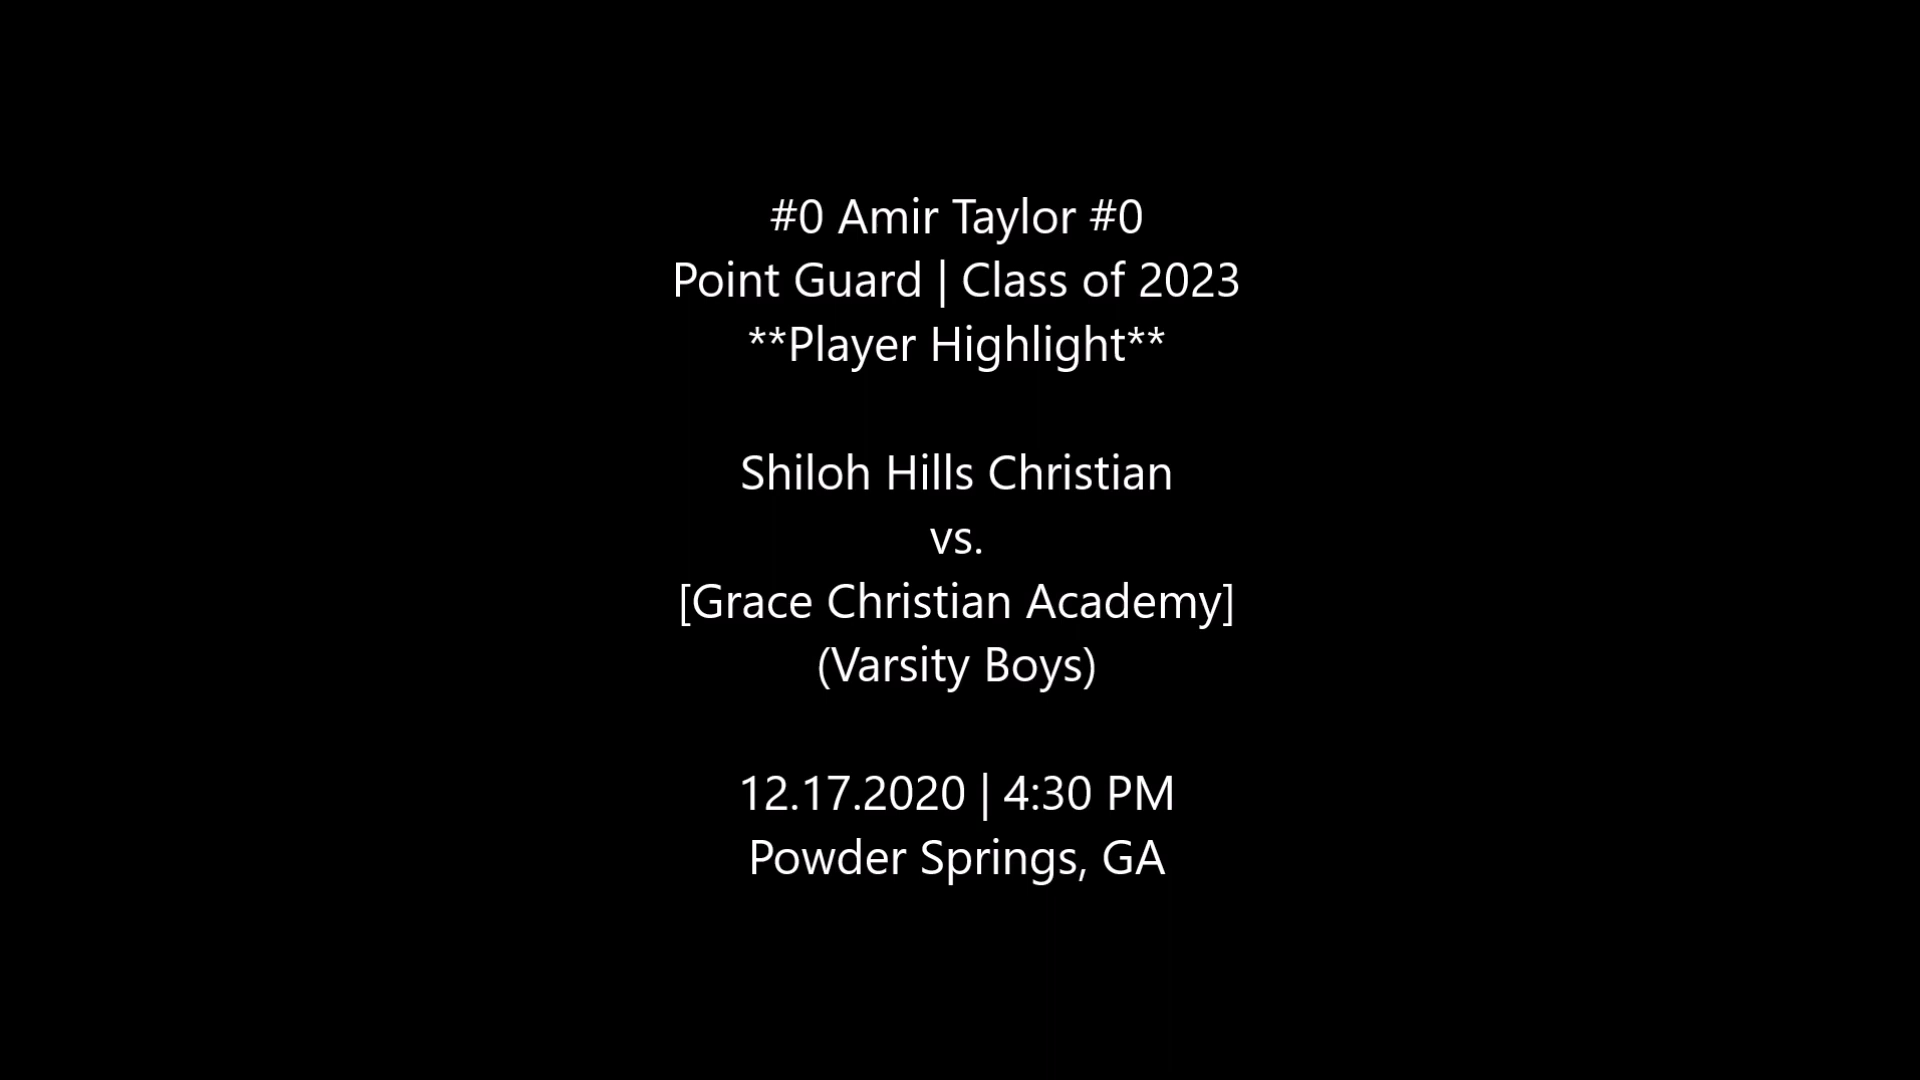 #0 Amir Taylor #0
Point Guard | Class of 2023
**Player Highlight**
Shiloh Hills Christian
vs.
[Grace Christian Academy]
(Varsity Boys)
12.17.2020 | 4:30 PM
Powder Springs, GA